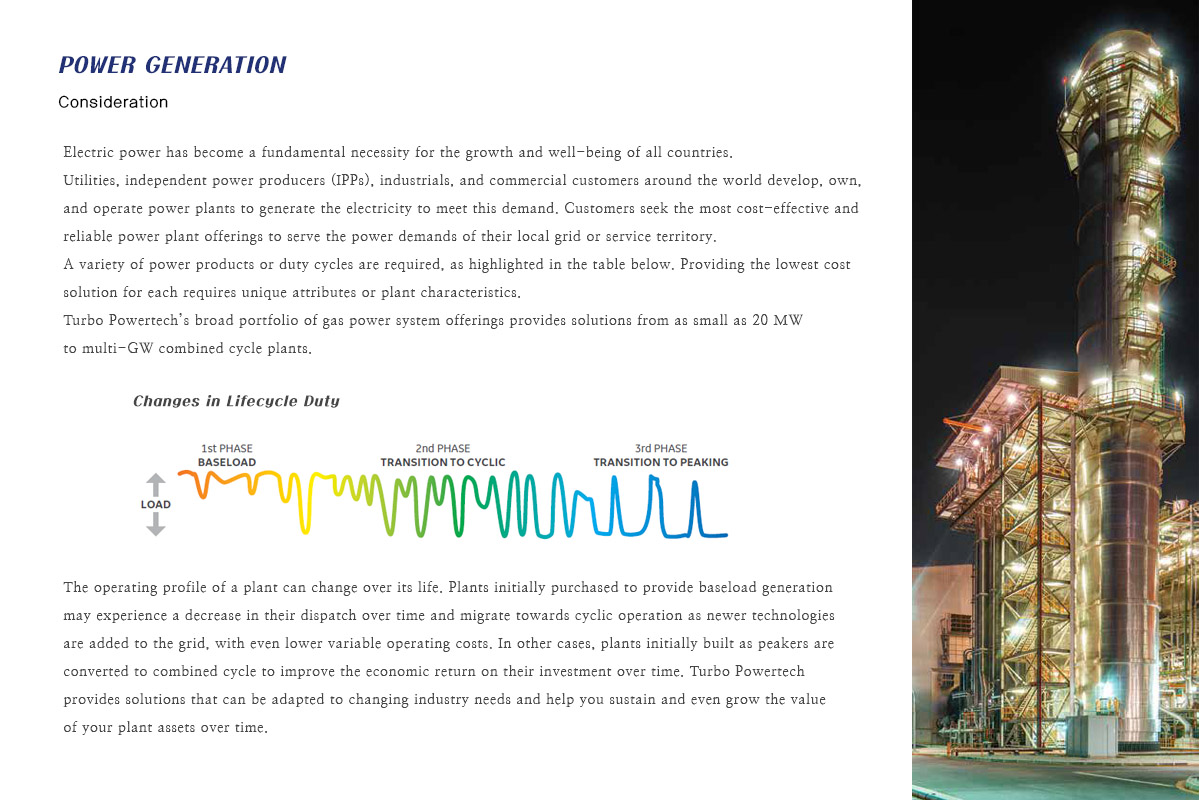 POWER GENERATION
Consideration
Electric power has become a fundamental necessity for the growth and well-being of all countries.
Utilities, independent power producers (IPPs), industrials, and commercial customers around the world develop, own,
and operate power plants to generate the electricity to meet this demand. Customers seek the most cost-effective and
reliable power plant offerings to serve the power demands of their local grid or service territory.
A variety of power products or duty cycles are required, as highlighted in the table below. Providing the lowest cost
solution for each requires unique attributes or plant characteristics.
Turbo Powertech's broad portfolio of gas power system offerings provides solutions from as small as 20 MW
to multi-GW combined cycle plants.
Changes in Lifecycle Duty
1st PHASE
BASELOAD
2nd PHASE
TRANSITION TO CYCLIC
3rd PHASE
TRANSITION TO PEAKING
LOAD
The operating profile of a plant can change over its life. Plants initially purchased to provide baseload generation
may experience a decrease in their dispatch over time and migrate towards cyclic operation as newer technologies
are added to the grid, with even lower variable operating costs. In other cases, plants initially built as peakers are
converted to combined cycle to improve the economic return on their investment over time. Turbo Powertech
provides solutions that can be adapted to changing industry needs and help you sustain and even grow the value
of your plant assets over time.